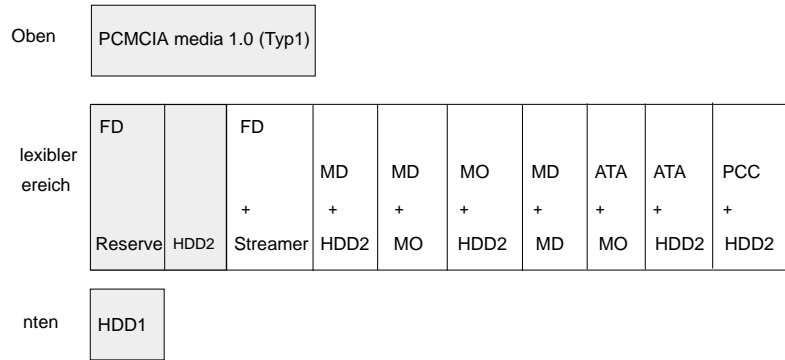 Oben PCMCIA media 1.0 (Typ1)
FD FD
lexibler
MD MD MO MD ATA ATA PCC
ereich
+ + + + + + + +
Reserve HDD2 Streamer HDD2 MO HDD2 MD MO HDD2 HDD2
nten HDD1